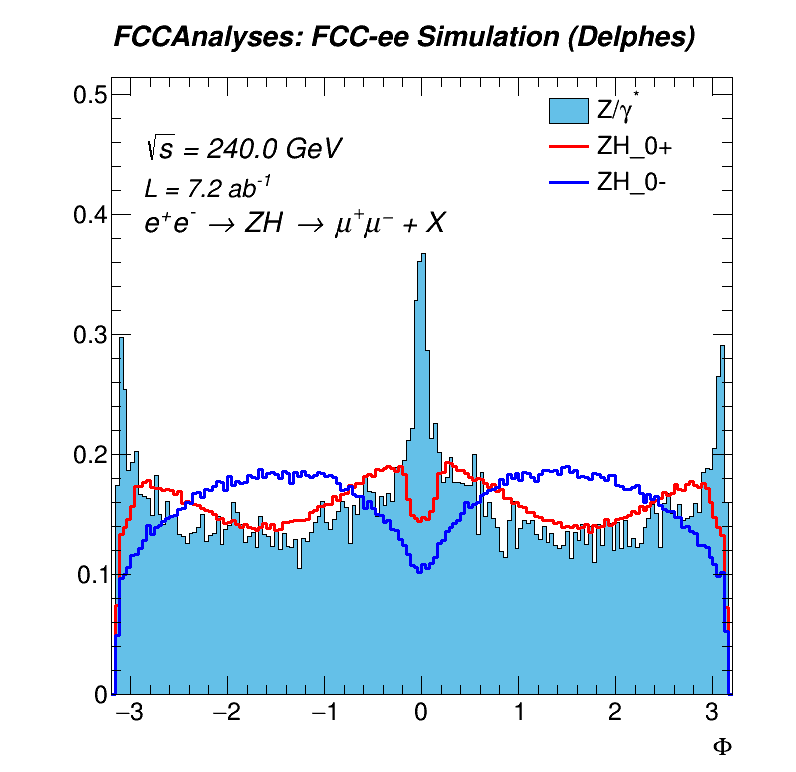 FCCAnalyses: FCC-ee Simulation (Delphes)
0.5
Z/γ*
√s = 240.0 GeV
ZH_0+
L = 7.2 ab⁻¹
ZH_0-
0.4
e⁺e⁻ → ZH → μ⁺μ⁻ + X
0.3
0.2
0.1
0
−3 −2 −1 0 1 2 3
Φ